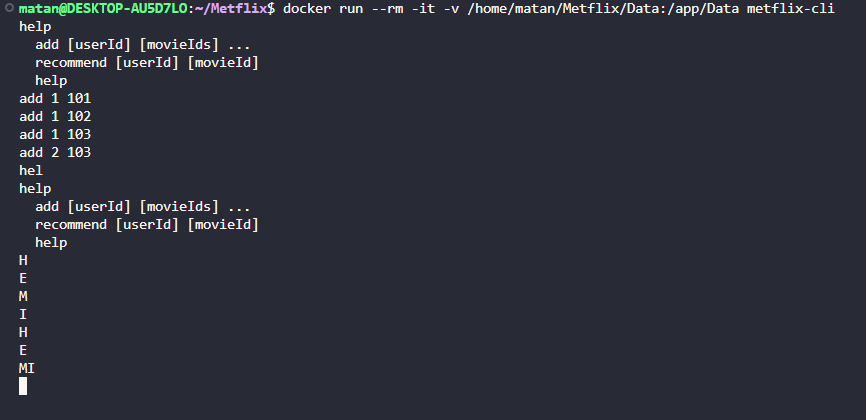 matan@DESKTOP-AU5D7LO:~/Metflix$ docker run --rm -it -v /home/matan/Metflix/Data:/app/Data metflix-cli
help
  add [userId] [movieIds] ...
  recommend [userId] [movieId]
  help
add 1 101
add 1 102
add 1 103
add 2 103
hel
help
  add [userId] [movieIds] ...
  recommend [userId] [movieId]
  help
H
E
M
I
H
E
MI